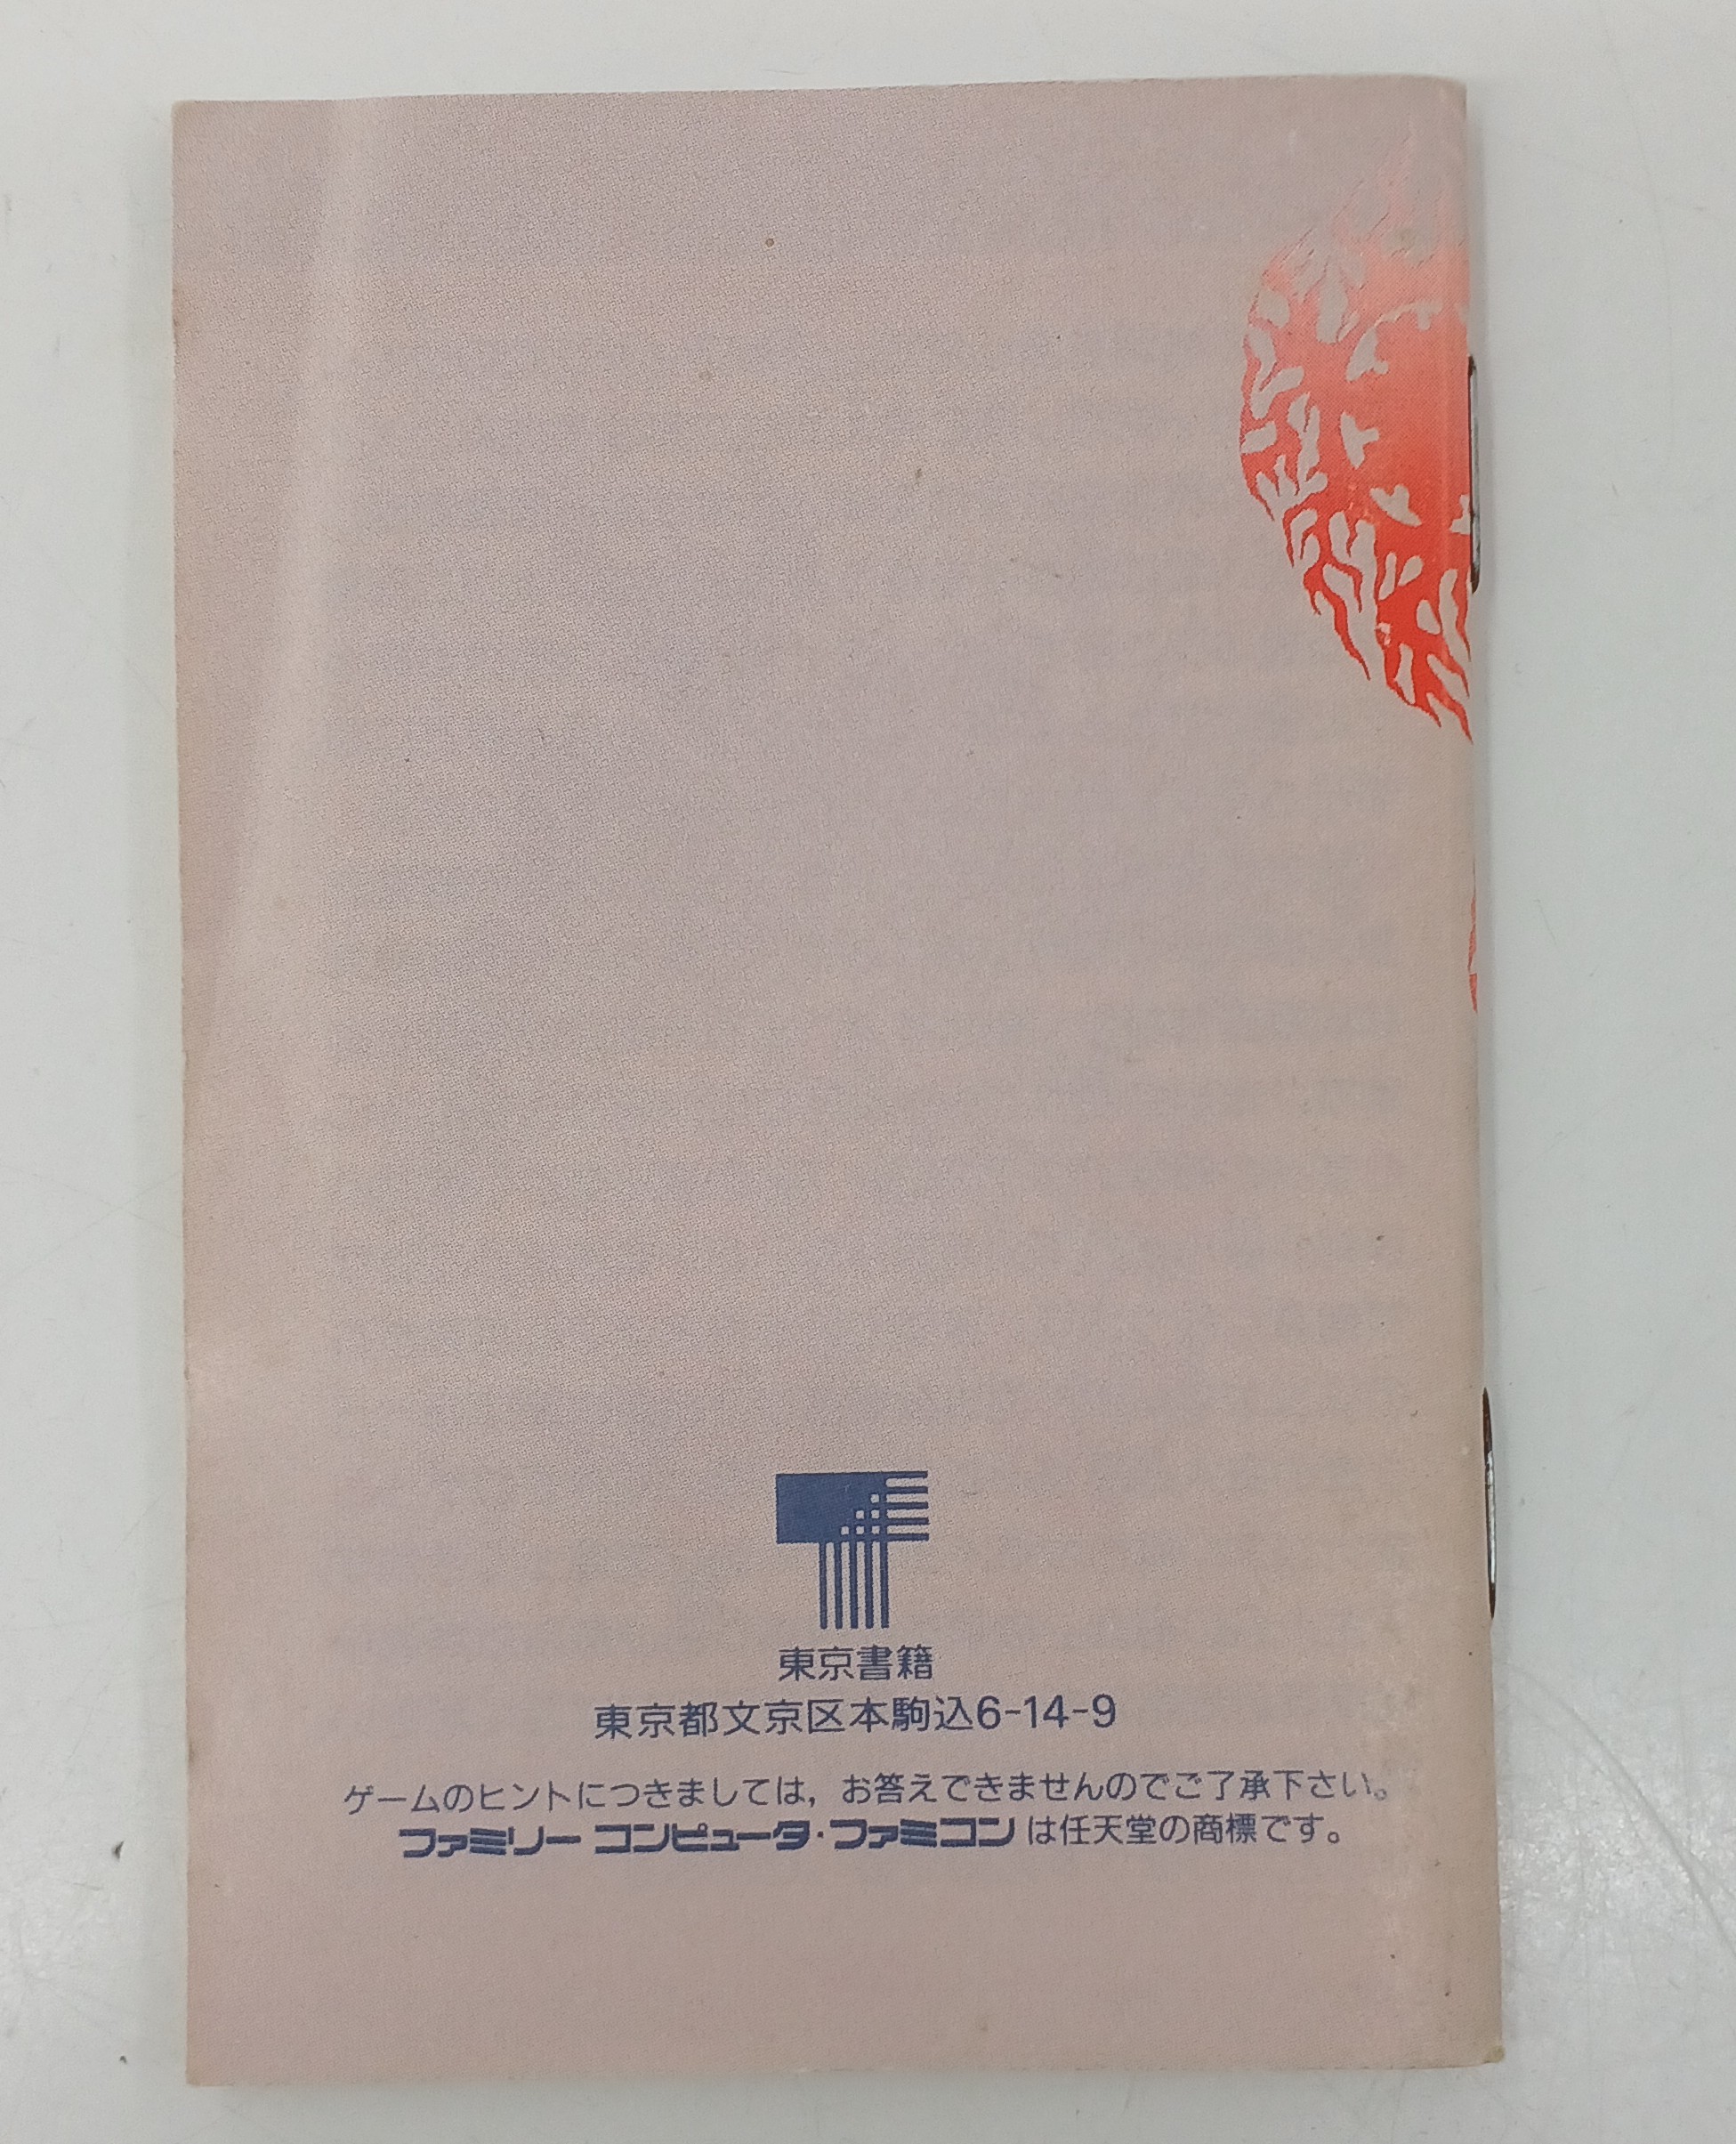 東京書籍
東京都文京区本駒込6-14-9
ゲームのヒントにつきましては，お答えできませんのでご了承下さい。
ファミリー コンピュータ・ファミコン は任天堂の商標です。